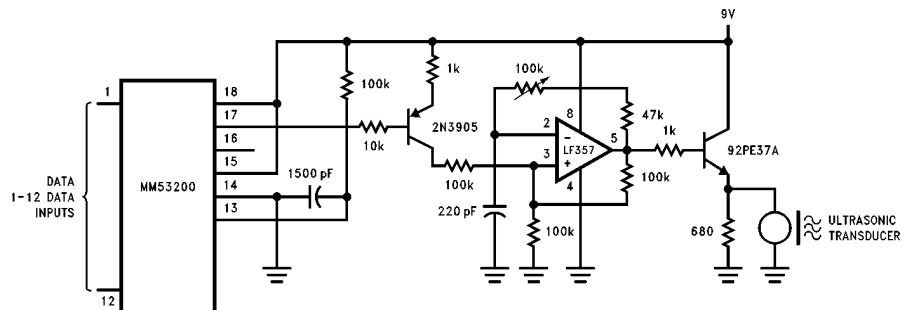 9V
1
18
17
16
15
14
13
12
DATA
1-12 DATA
INPUTS
MM53200
100k
1k
2N3905
10k
1500 pF
100k
100k
220 pF
100k
2
3
8
4
5
−
+
LF357
47k
100k
1k
92PE37A
680
ULTRASONIC
TRANSDUCER